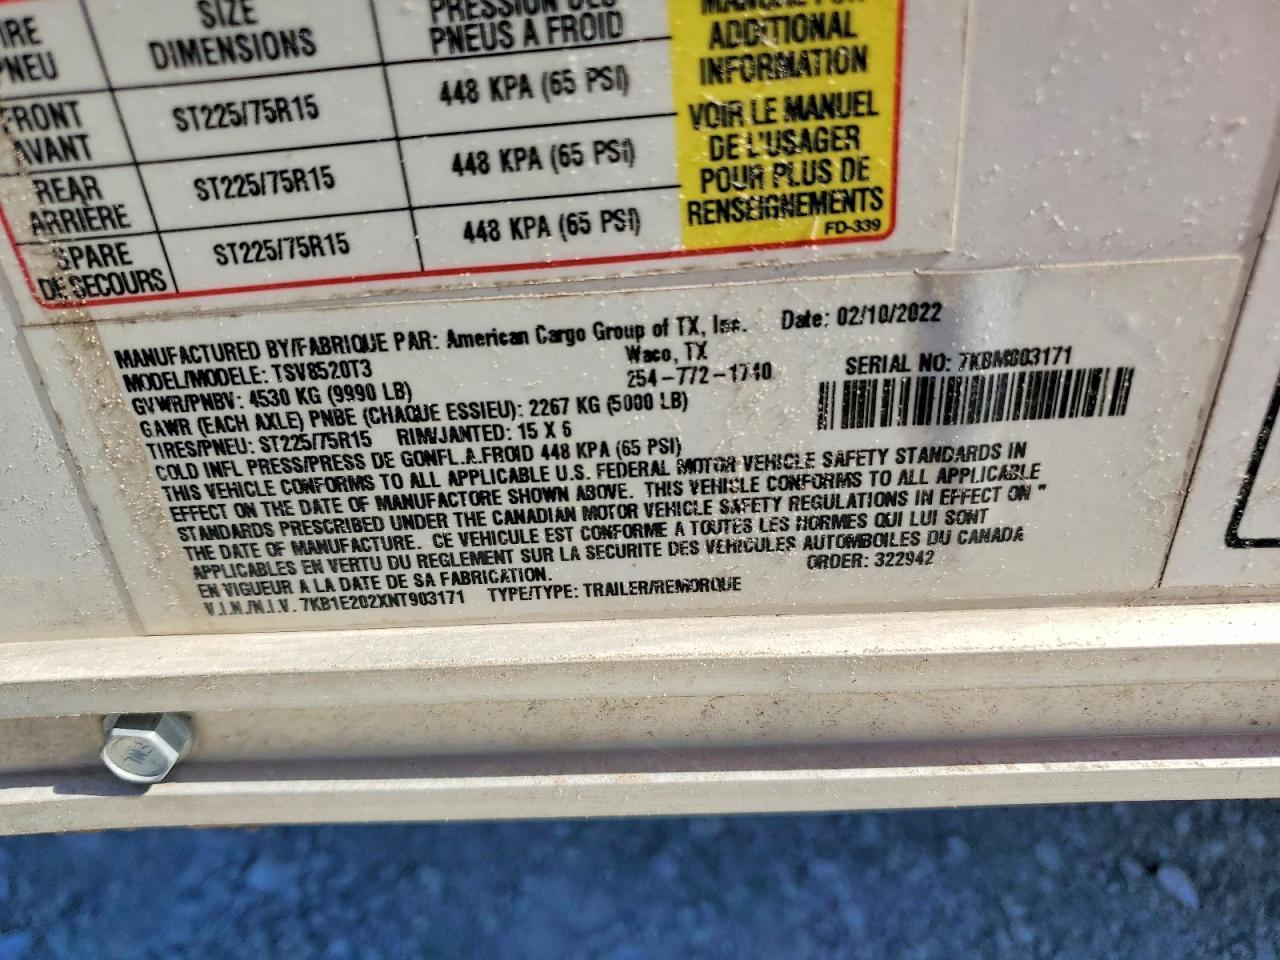 SIZE
DIMENSIONS
PRESSION DES
PNEUS A FROID
PNEU
FRONT
AVANT
ST225/75R15
448 KPA (65 PSI)
REAR
ARRIÈRE
ST225/75R15
448 KPA (65 PSI)
SPARE
DE SECOURS
ST225/75R15
448 KPA (65 PSI)
ADDITIONAL
INFORMATION
VOIR LE MANUEL
DE L'USAGER
POUR PLUS DE
RENSEIGNEMENTS
FD-339
MANUFACTURED BY/FABRIQUE PAR: American Cargo Group of TX, Inc. Date: 02/10/2022
Waco, TX
MODEL/MODELE: TSV8520T3
254-772-1740
SERIAL NO:
GVWR/PNBV: 4530 KG (9990 LB)
GAWR (EACH AXLE) PNBE (CHAQUE ESSIEU): 2267 KG (5000 LB)
TIRES/PNEU: ST225/75R15 RIM/JANTED: 15 X 6
COLD INFL PRESS/PRESS DE GONFL.A.FROID 448 KPA (65 PSI)
THIS VEHICLE CONFORMS TO ALL APPLICABLE U.S. FEDERAL MOTOR VEHICLE SAFETY STANDARDS IN
EFFECT ON THE DATE OF MANUFACTORE SHOWN ABOVE. THIS VEHICLE CONFORMS TO ALL APPLICABLE
STANDARDS PRESCRIBED UNDER THE CANADIAN MOTOR VEHICLE SAFETY REGULATIONS IN EFFECT ON "
THE DATE OF MANUFACTURE. CE VEHICULE EST CONFORME A TOUTES LES NORMES QUI LUI SONT
APPLICABLES EN VERTU DU REGLEMENT SUR LA SECURITE DES VEHICULES AUTOMBOILES DU CANADA
EN VIGUEUR A LA DATE DE SA FABRICATION. ORDER: 322942
V.I.N./N.I.V. 7KB1E202XNT903171 TYPE/TYPE: TRAILER/REMORQUE